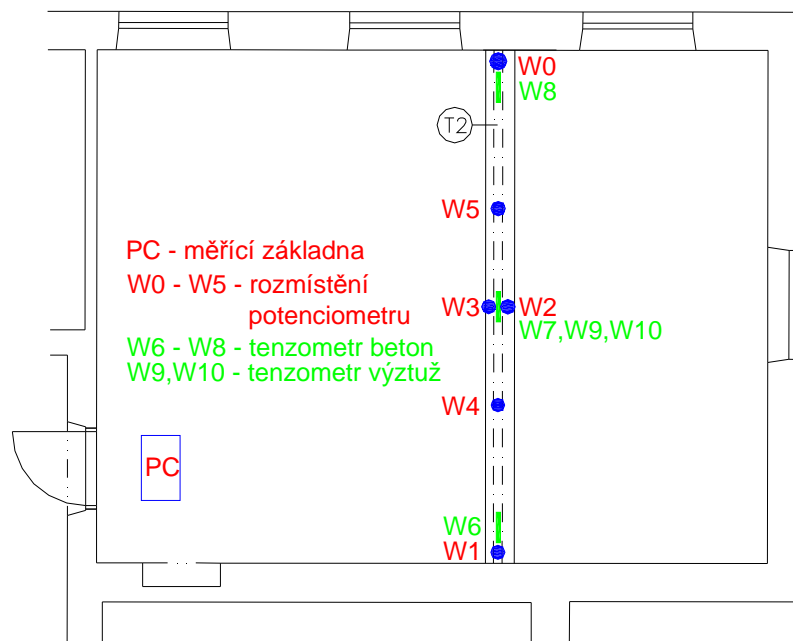 W0
W8
T2
W5
PC - měřící základna
W0 - W5 - rozmístění
potenciometru
W3
W2
W7,W9,W10
W6 - W8 - tenzometr beton
W9,W10 - tenzometr výztuž
W4
PC
W6
W1